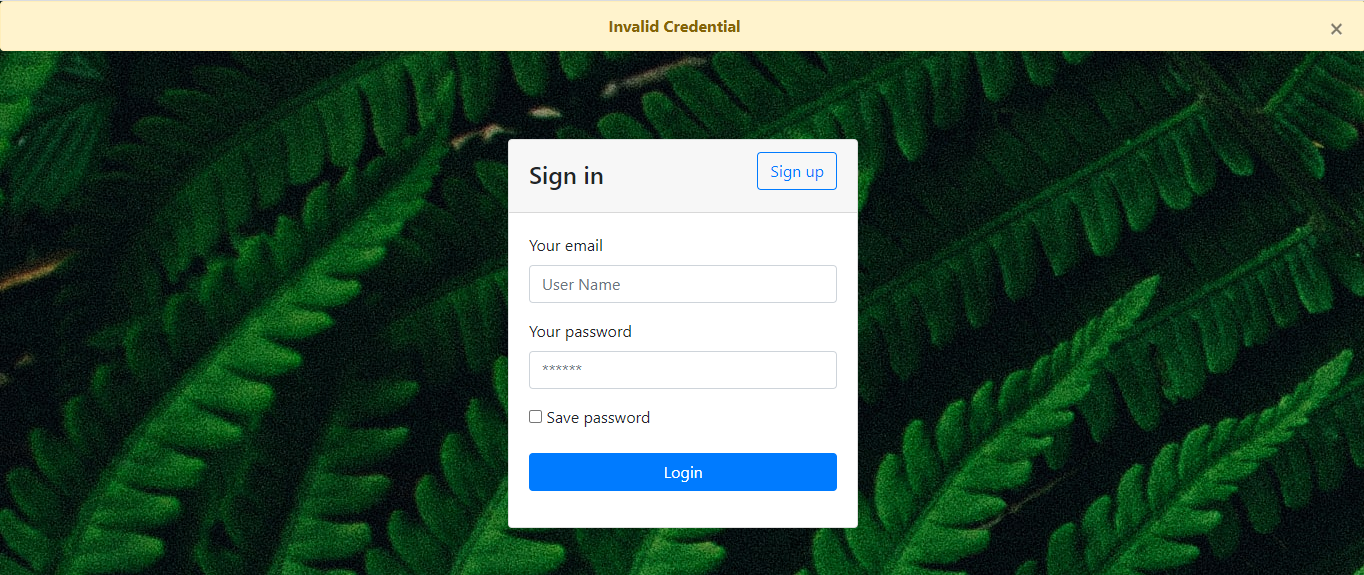 Invalid Credential ×
Sign in Sign up
Your email
User Name
Your password
******
Save password
Login